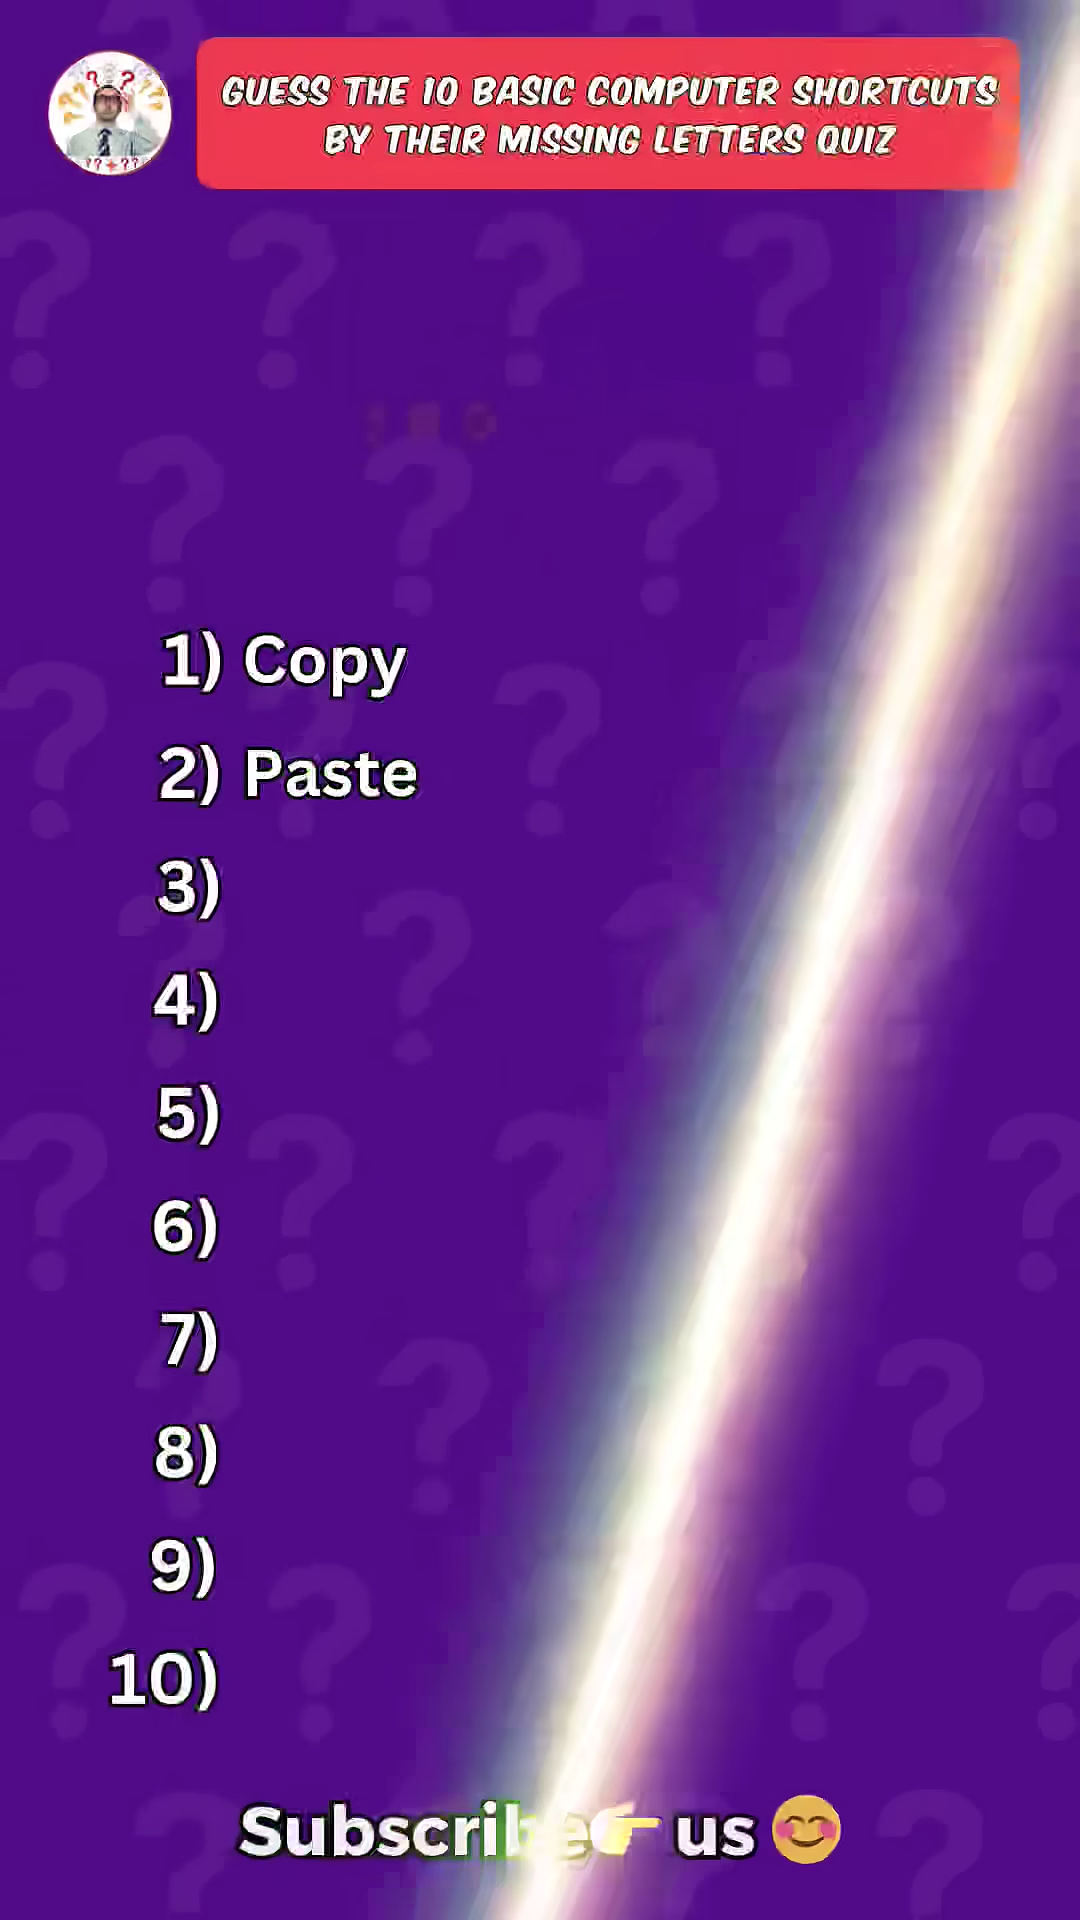 GUESS THE 10 BASIC COMPUTER SHORTCUTS
BY THEIR MISSING LETTERS QUIZ
1) Copy
2) Paste
3)
4)
5)
6)
7)
8)
9)
10)
Subscribe👉 us 😊